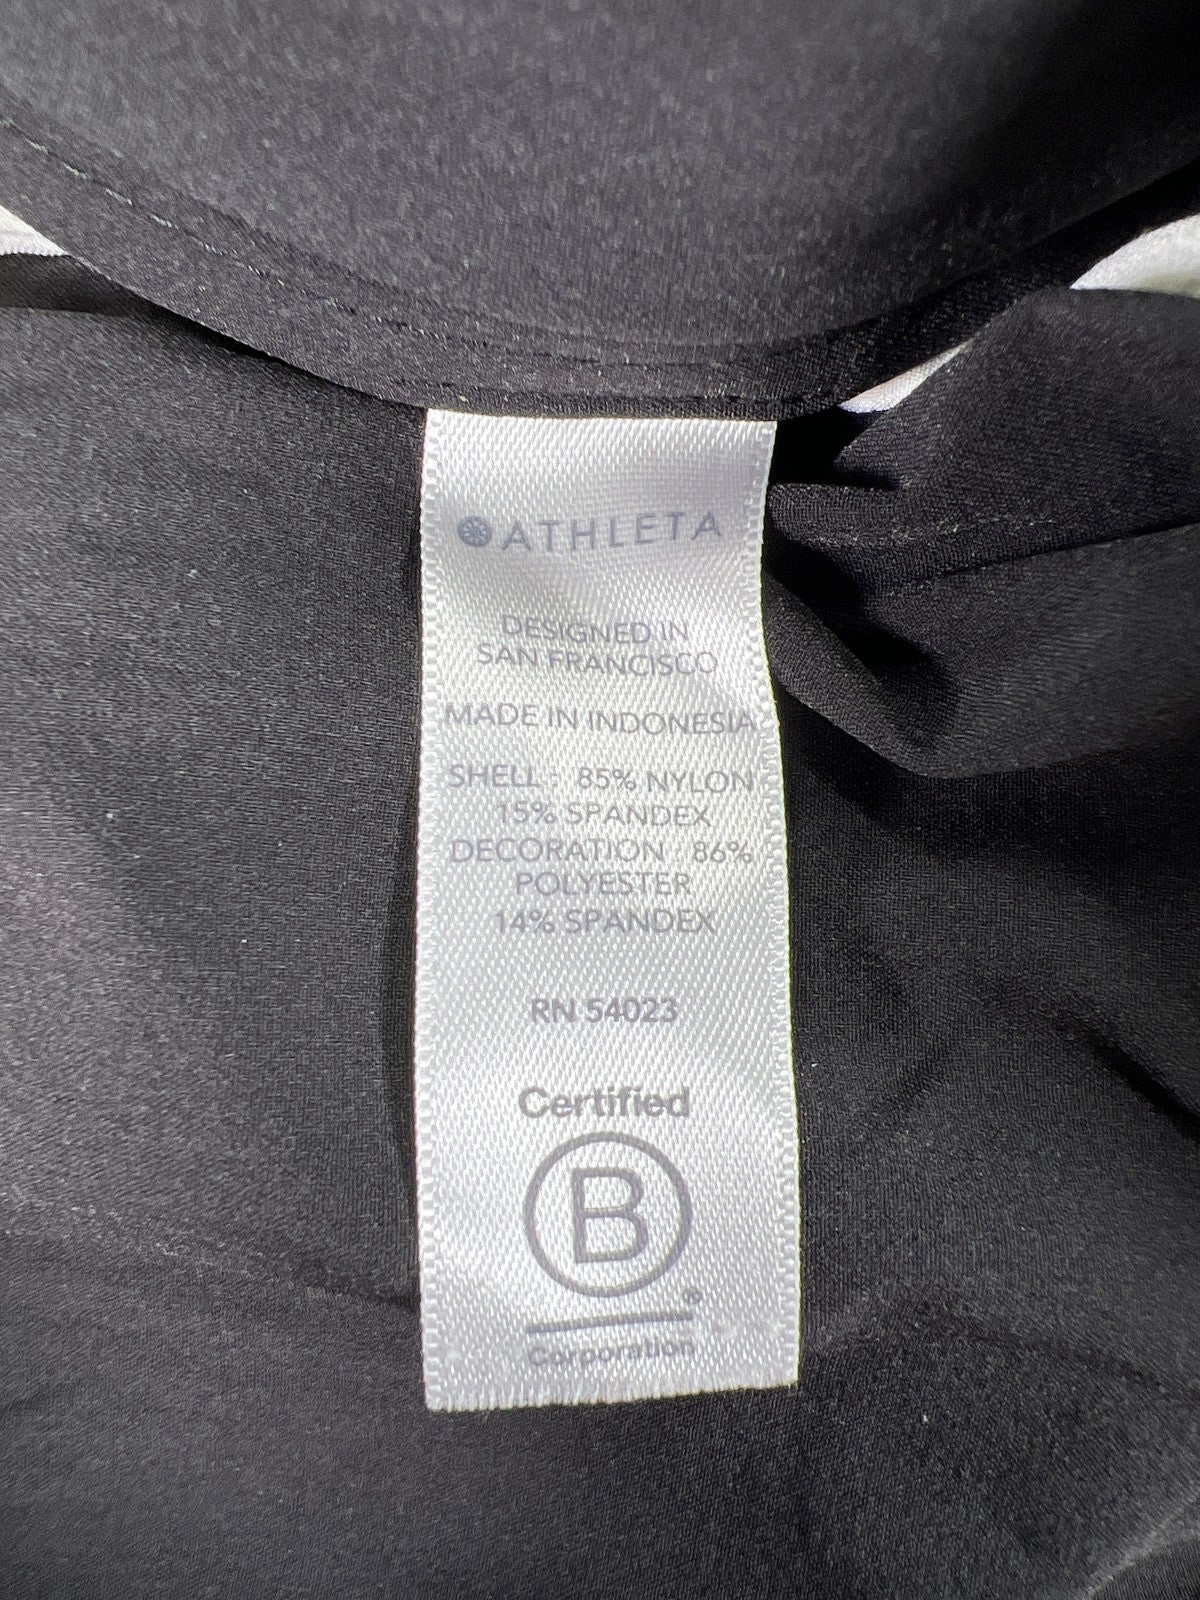 ATHLETA
DESIGNED IN
SAN FRANCISCO
MADE IN INDONESIA
SHELL : 85% NYLON
15% SPANDEX
DECORATION 86%
POLYESTER
14% SPANDEX
RN 54023
Certified
B
®
Corporation